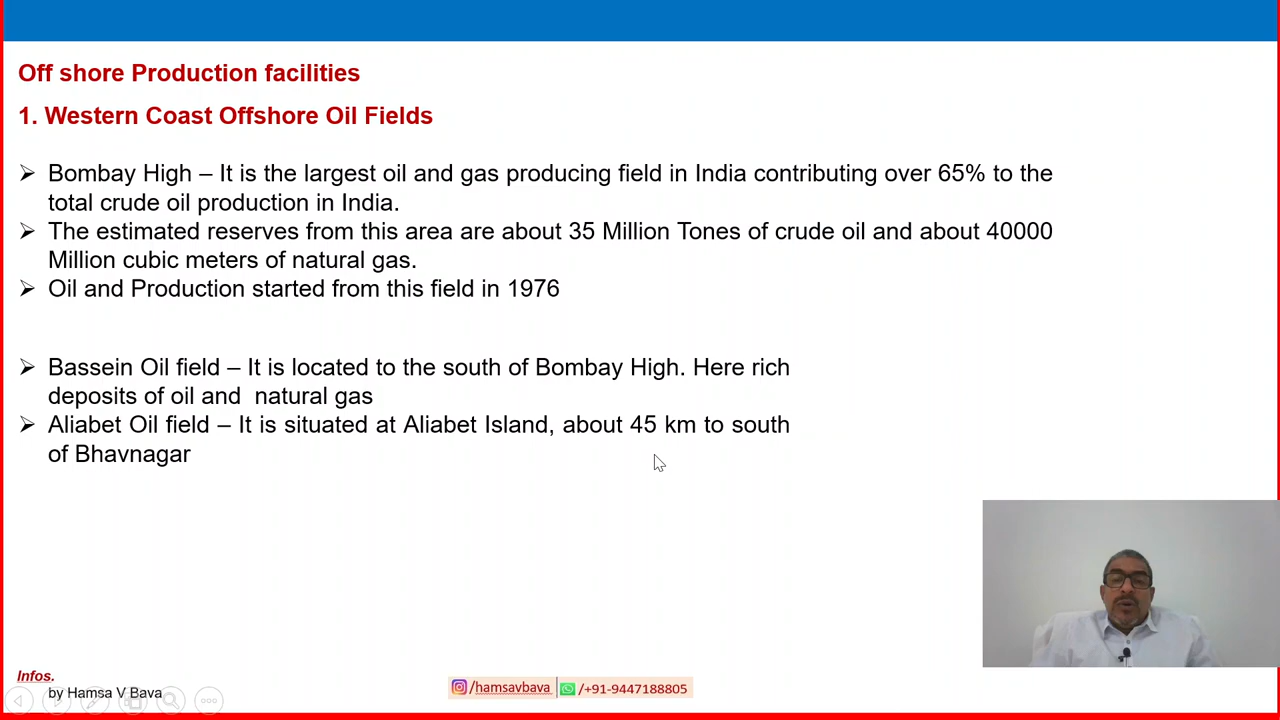 Off shore Production facilities
1. Western Coast Offshore Oil Fields
➢ Bombay High – It is the largest oil and gas producing field in India contributing over 65% to the
total crude oil production in India.
➢ The estimated reserves from this area are about 35 Million Tones of crude oil and about 40000
Million cubic meters of natural gas.
➢ Oil and Production started from this field in 1976
➢ Bassein Oil field – It is located to the south of Bombay High. Here rich
deposits of oil and  natural gas
➢ Aliabet Oil field – It is situated at Aliabet Island, about 45 km to south
of Bhavnagar
Infos.
by Hamsa V Bava
/hamsavbava /+91-9447188805